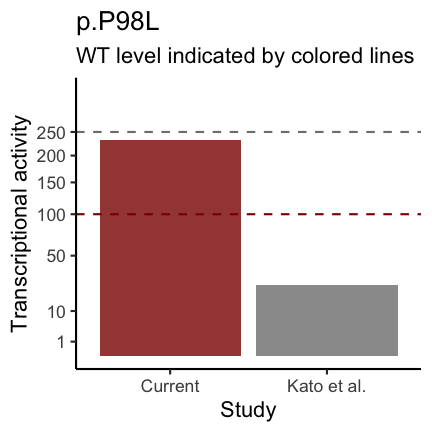 p.P98L
WT level indicated by colored lines
Transcriptional activity
250
200
150
100
50
10
1
Current
Kato et al.
Study